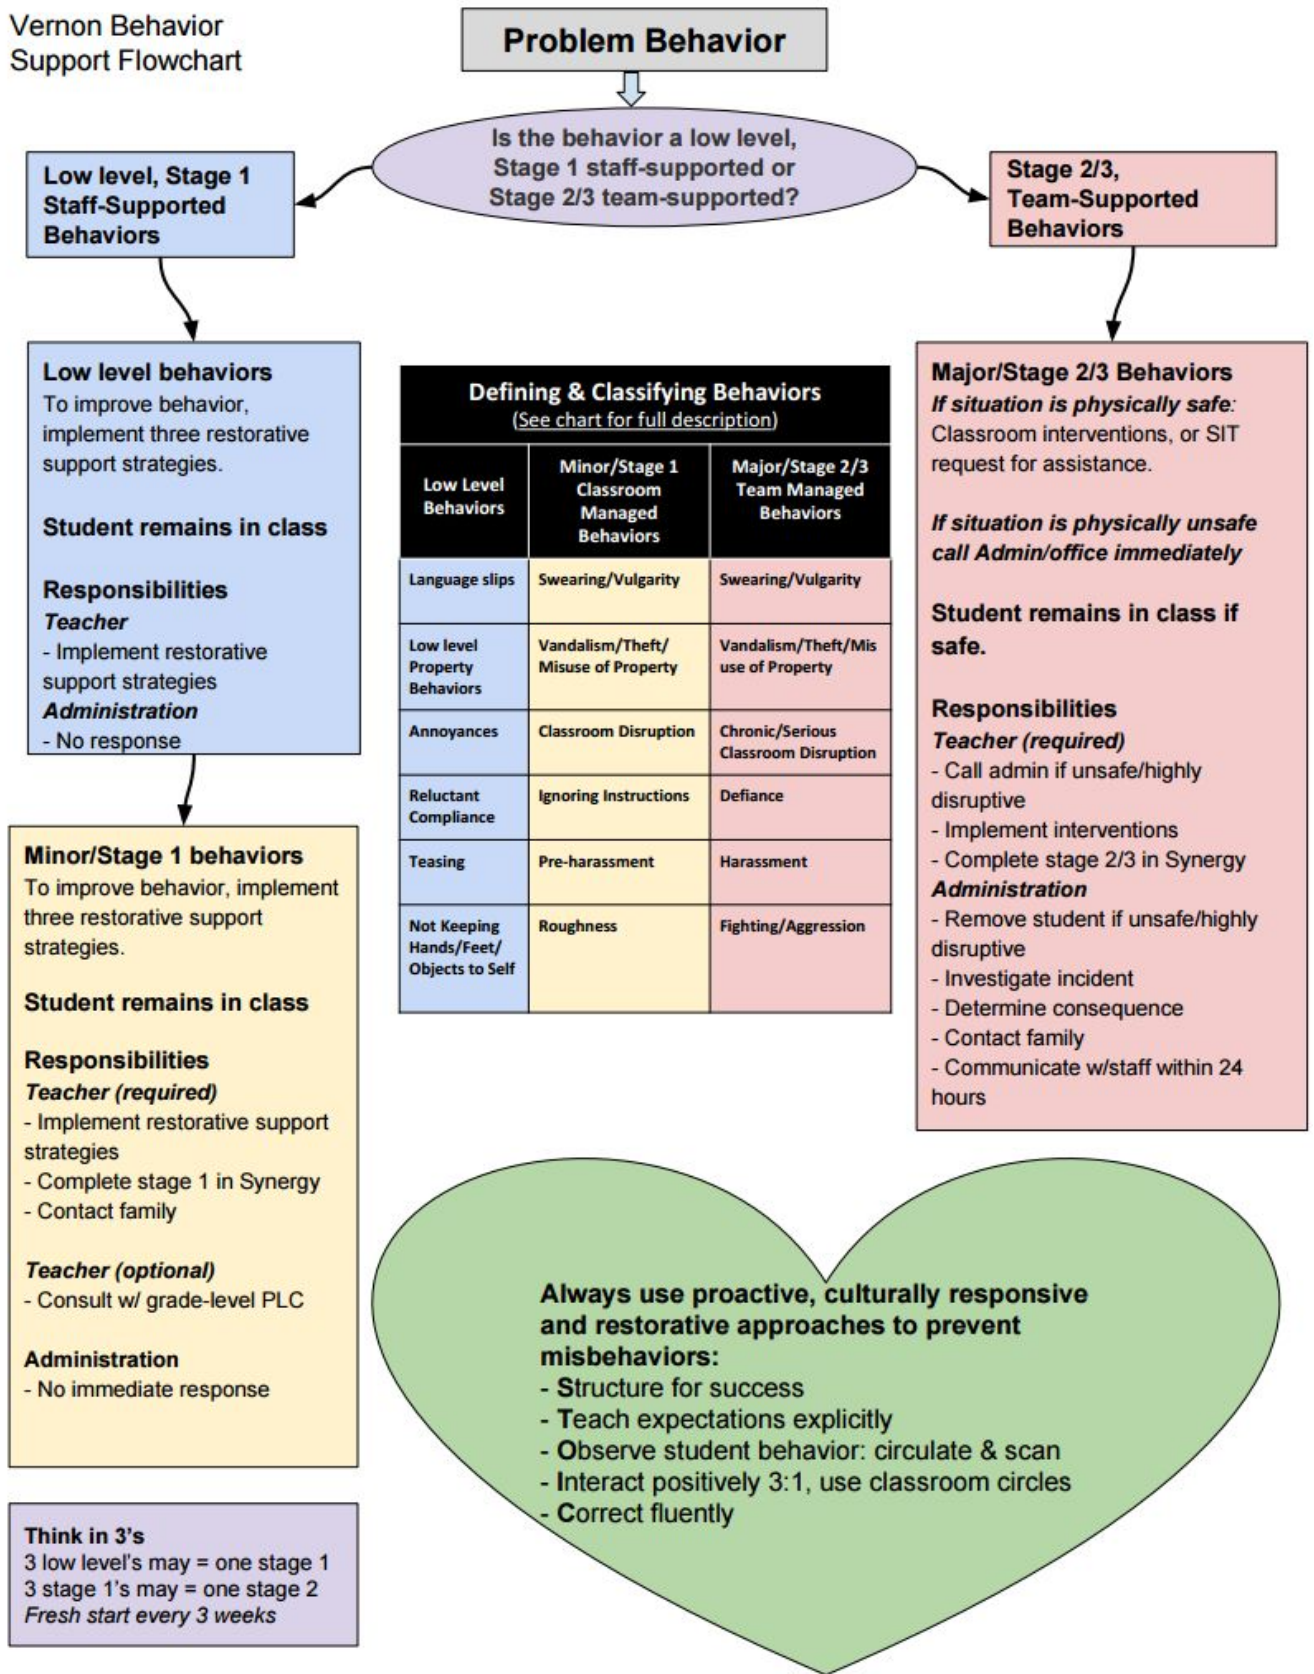 Vernon Behavior
Support Flowchart
Problem Behavior
Is the behavior a low level,
Stage 1 staff-supported or
Stage 2/3 team-supported?
Low level, Stage 1
Staff-Supported
Behaviors
Stage 2/3,
Team-Supported
Behaviors
Low level behaviors
To improve behavior,
implement three restorative
support strategies.
Student remains in class
Responsibilities
Teacher
- Implement restorative
support strategies
Administration
- No response
Minor/Stage 1 behaviors
To improve behavior, implement
three restorative support
strategies.
Student remains in class
Responsibilities
Teacher (required)
- Implement restorative support
strategies
- Complete stage 1 in Synergy
- Contact family
Teacher (optional)
- Consult w/ grade-level PLC
Administration
- No immediate response
Think in 3's
3 low level's may = one stage 1
3 stage 1's may = one stage 2
Fresh start every 3 weeks
Defining & Classifying Behaviors
(See chart for full description)
Low Level
Behaviors
Minor/Stage 1
Classroom
Managed
Behaviors
Major/Stage 2/3
Team Managed
Behaviors
Language slips
Swearing/Vulgarity
Swearing/Vulgarity
Low level
Property
Behaviors
Vandalism/Theft/
Misuse of Property
Vandalism/Theft/Mis
use of Property
Annoyances
Classroom Disruption
Chronic/Serious
Classroom Disruption
Reluctant
Compliance
Ignoring Instructions
Defiance
Teasing
Pre-harassment
Harassment
Not Keeping
Hands/Feet/
Objects to Self
Roughness
Fighting/Aggression
Major/Stage 2/3 Behaviors
If situation is physically safe:
Classroom interventions, or SIT
request for assistance.
If situation is physically unsafe
call Admin/office immediately
Student remains in class if
safe.
Responsibilities
Teacher (required)
- Call admin if unsafe/highly
disruptive
- Implement interventions
- Complete stage 2/3 in Synergy
Administration
- Remove student if unsafe/highly
disruptive
- Investigate incident
- Determine consequence
- Contact family
- Communicate w/staff within 24
hours
Always use proactive, culturally responsive
and restorative approaches to prevent
misbehaviors:
- Structure for success
- Teach expectations explicitly
- Observe student behavior: circulate & scan
- Interact positively 3:1, use classroom circles
- Correct fluently